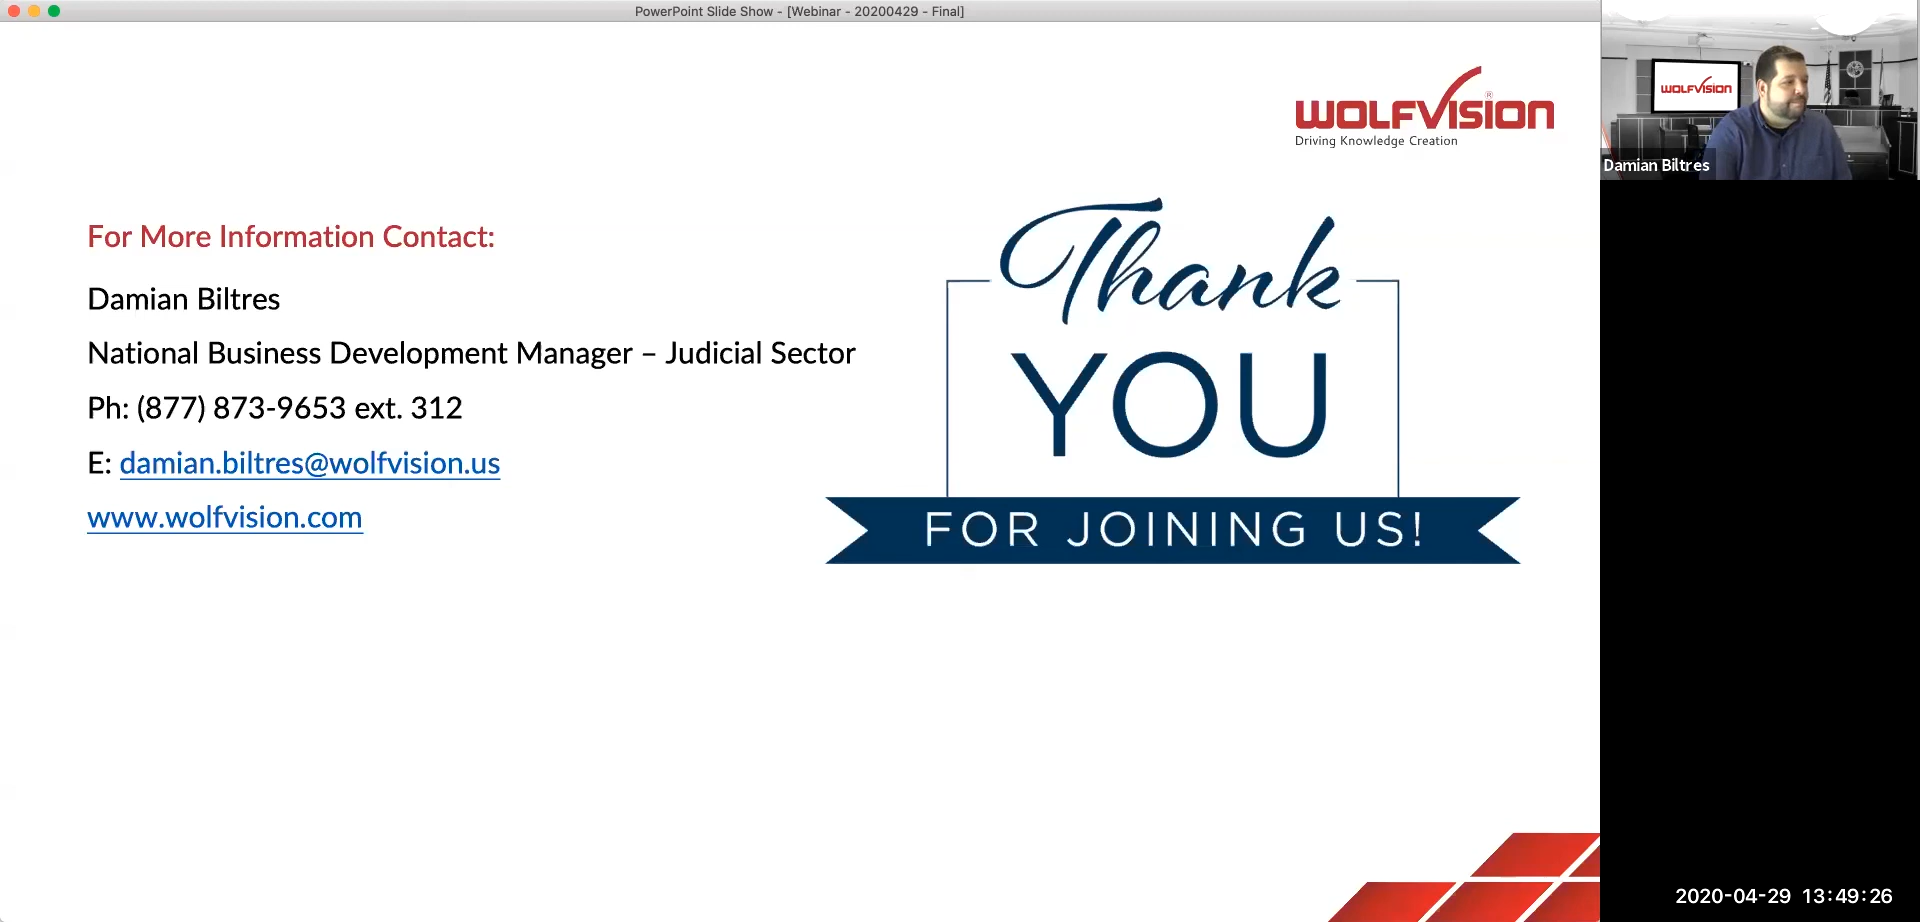 PowerPoint Slide Show - [Webinar - 20200429 - Final]
WOLFVISION®
Driving Knowledge Creation
WOLFVISION
Damian Biltres
For More Information Contact:
Damian Biltres
National Business Development Manager – Judicial Sector
Ph: (877) 873-9653 ext. 312
E: damian.biltres@wolfvision.us
www.wolfvision.com
Thank
YOU
FOR JOINING US!
2020-04-29 13:49:26